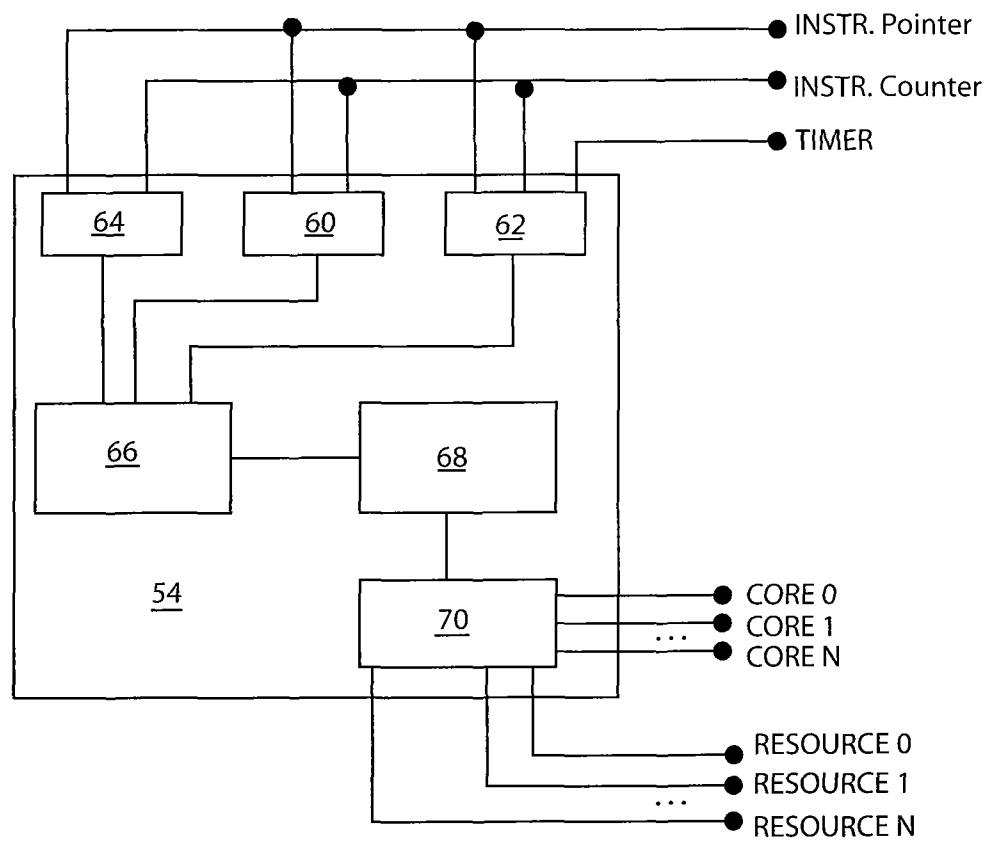 INSTR. Pointer
INSTR. Counter
TIMER
64
60
62
66
68
54
70
CORE 0
CORE 1
...
CORE N
RESOURCE 0
RESOURCE 1
...
RESOURCE N